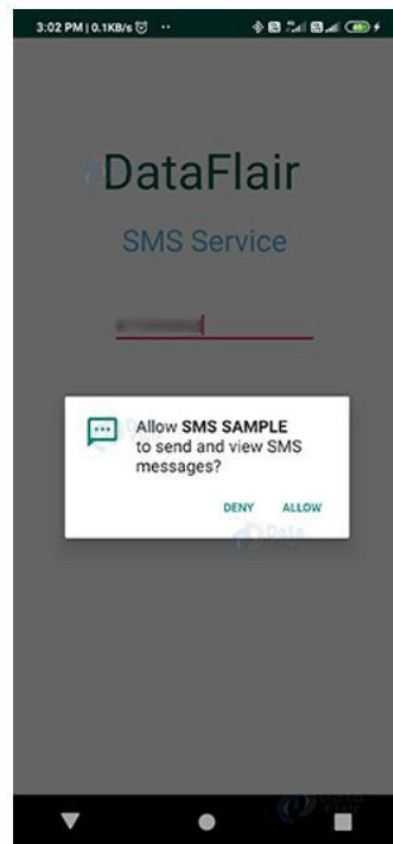 3:02 PM | 0.1KB/s
DataFlair
SMS Service
Allow SMS SAMPLE
to send and view SMS
messages?
DENY ALLOW
Data